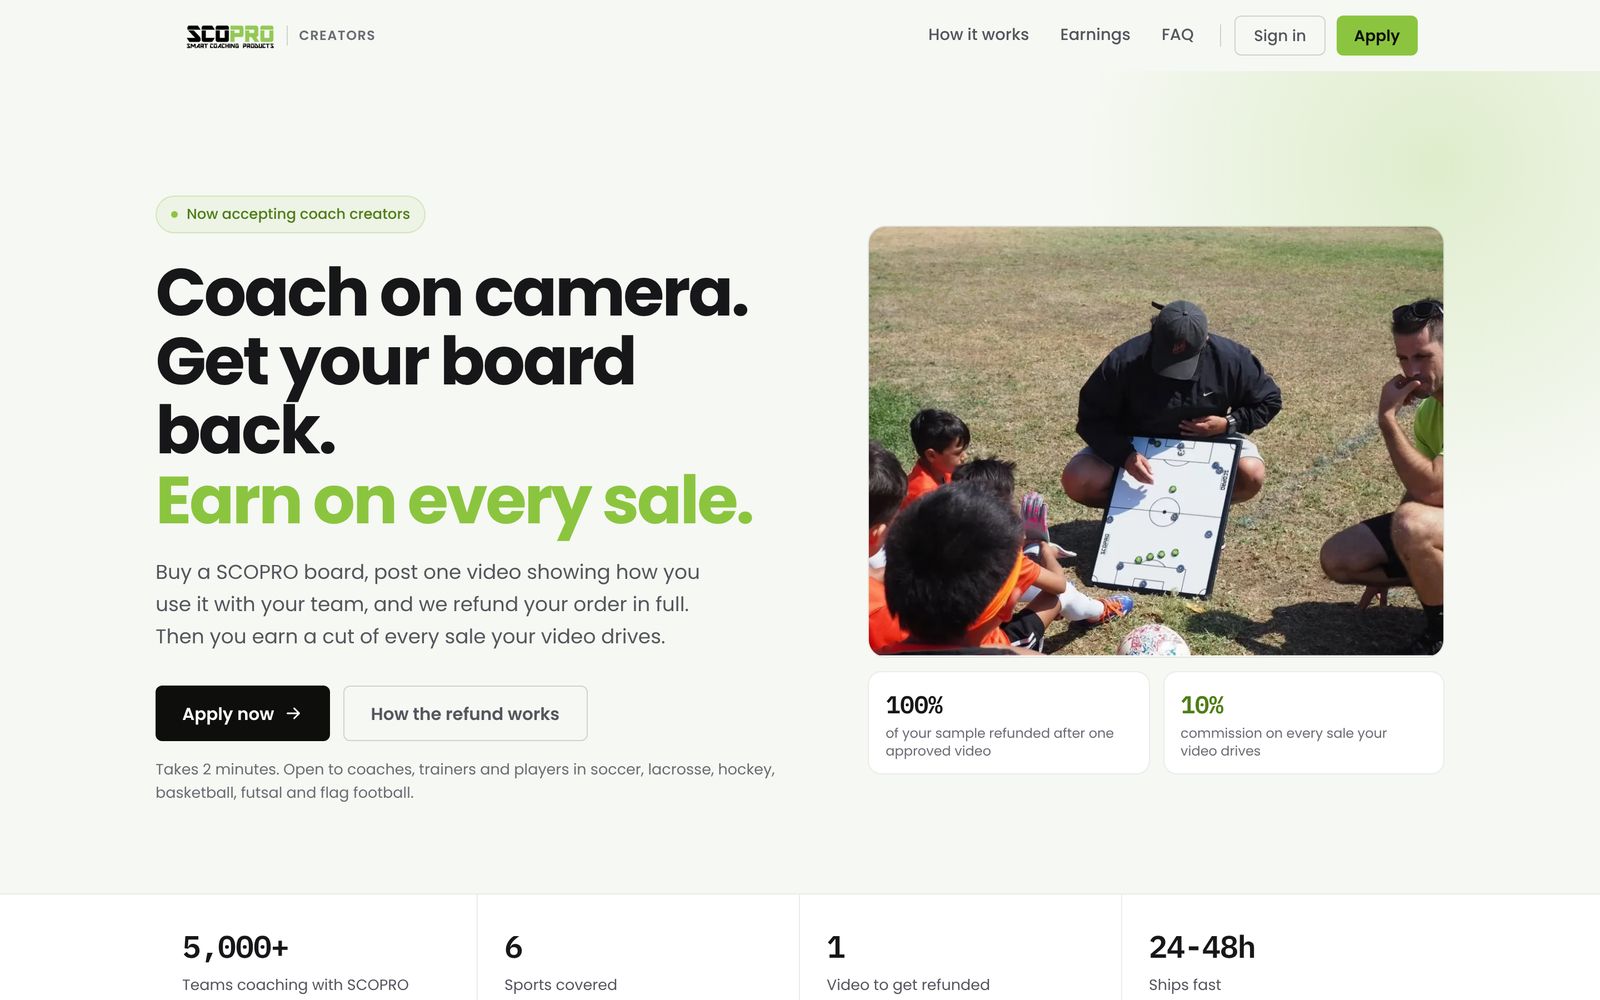 SCOPRO
SMART COACHING PRODUCTS
CREATORS
How it works
Earnings
FAQ
Sign in
Apply
Now accepting coach creators
Coach on camera.
Get your board
back.
Earn on every sale.
Buy a SCOPRO board, post one video showing how you
use it with your team, and we refund your order in full.
Then you earn a cut of every sale your video drives.
Apply now →
How the refund works
Takes 2 minutes. Open to coaches, trainers and players in soccer, lacrosse, hockey,
basketball, futsal and flag football.
SCOPRO
SCOPRO
100%
of your sample refunded after one
approved video
10%
commission on every sale your
video drives
5,000+
Teams coaching with SCOPRO
6
Sports covered
1
Video to get refunded
24-48h
Ships fast